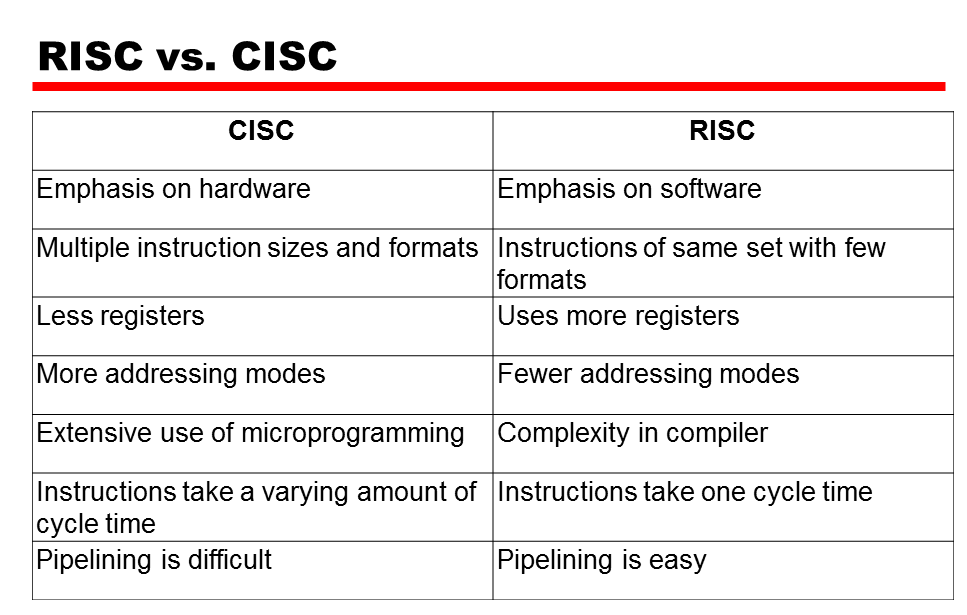 RISC vs. CISC
CISC
RISC
Emphasis on hardware
Emphasis on software
Multiple instruction sizes and formats
Instructions of same set with few
formats
Less registers
Uses more registers
More addressing modes
Fewer addressing modes
Extensive use of microprogramming
Complexity in compiler
Instructions take a varying amount of
cycle time
Instructions take one cycle time
Pipelining is difficult
Pipelining is easy